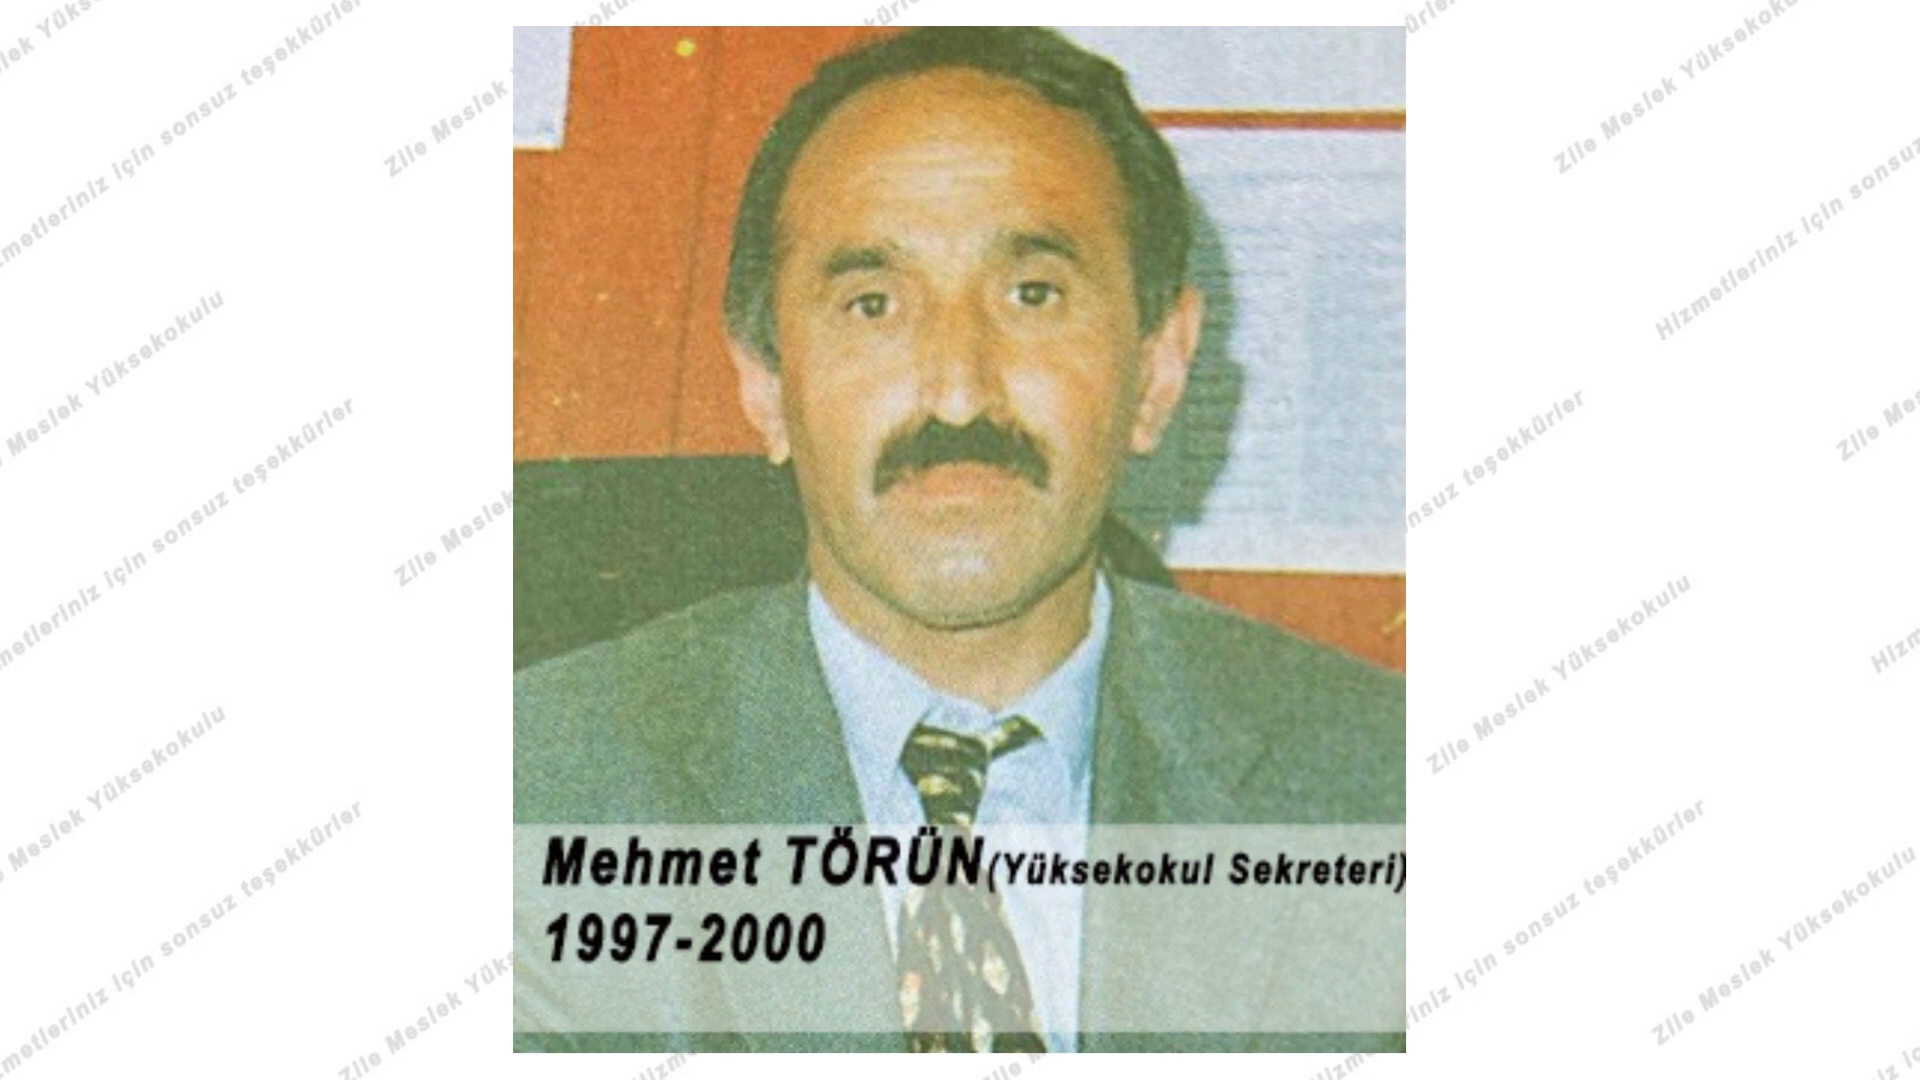 Mehmet TÖRÜN(Yüksekokul Sekreteri)
1997-2000
Zile Meslek Yüksekokulu
Hizmetleriniz için sonsuz teşekkürler